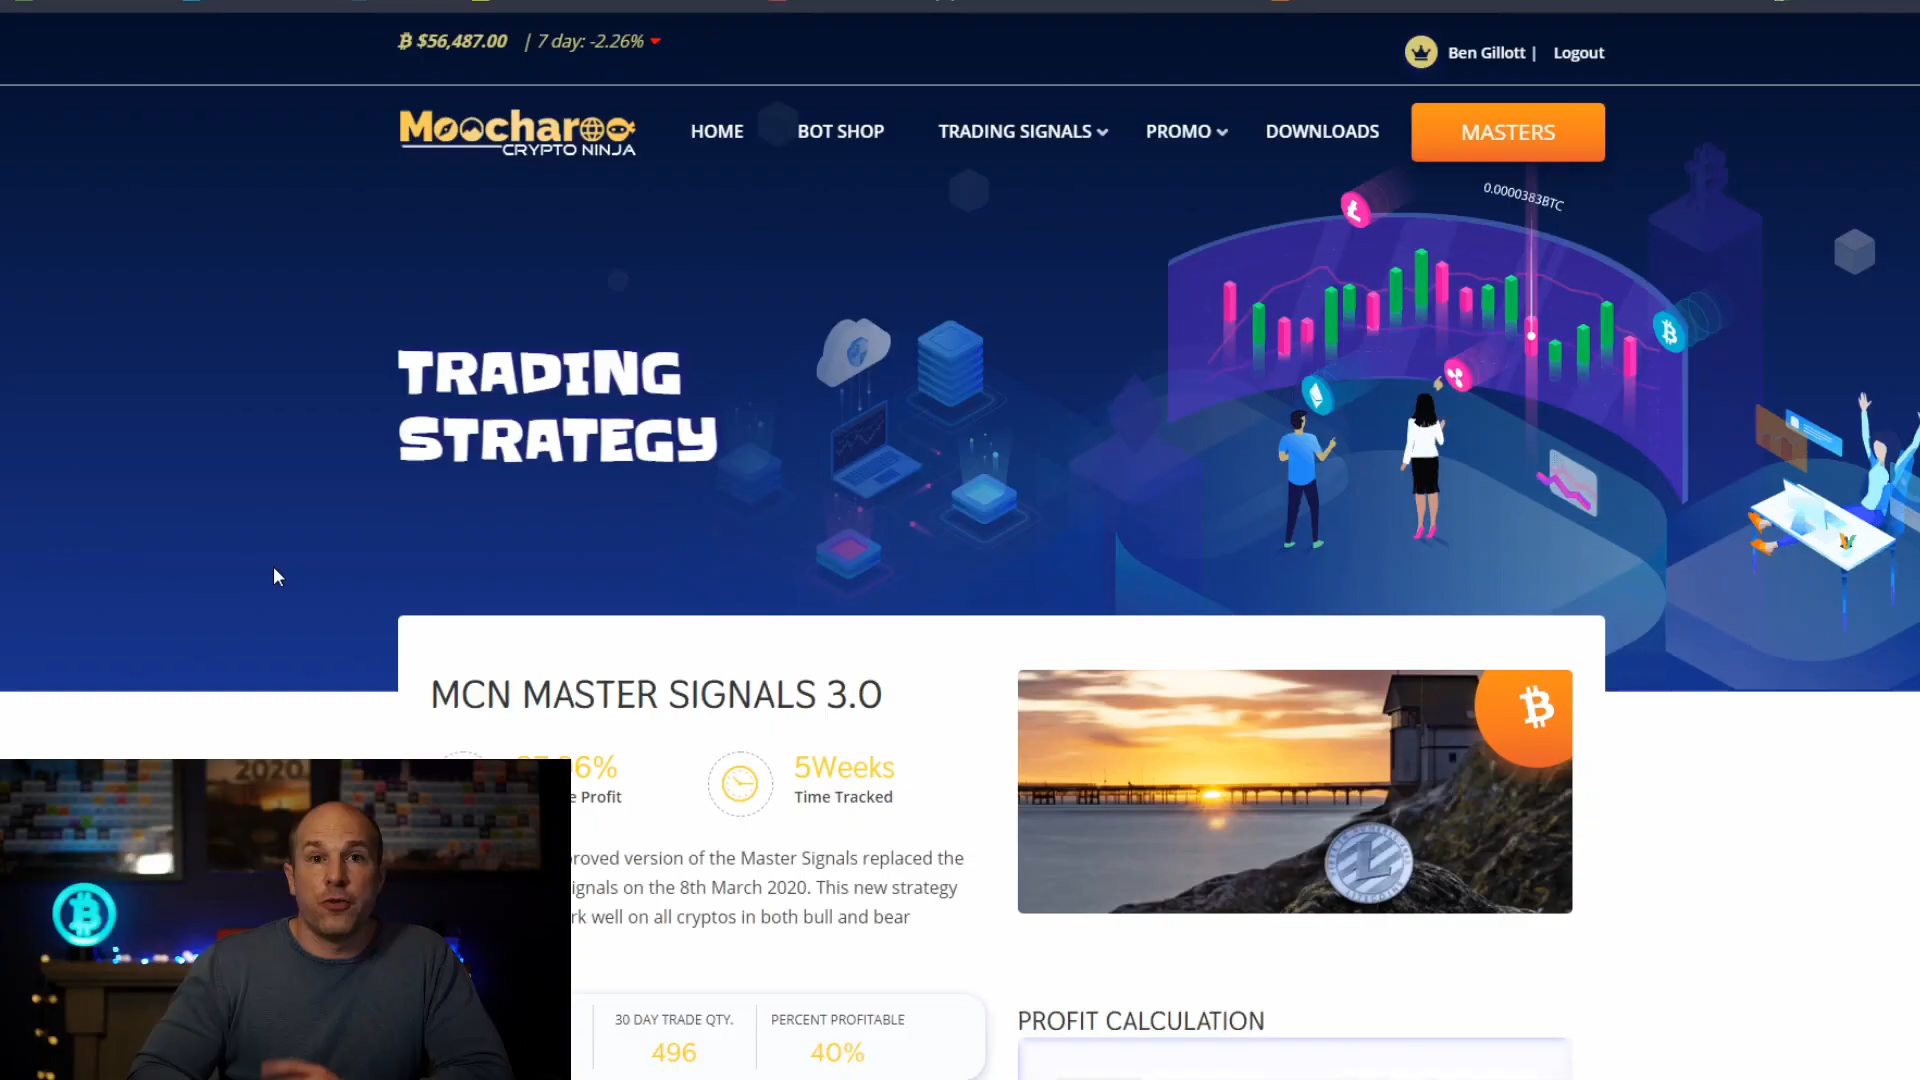 $56,487.00 | 7 day: -2.26%
Ben Gillott | Logout
Moocharoo
CRYPTO NINJA
HOME BOT SHOP TRADING SIGNALS PROMO DOWNLOADS MASTERS
0.0000383BTC
TRADING
STRATEGY
MCN MASTER SIGNALS 3.0
6%
e Profit
5Weeks
Time Tracked
2020
roved version of the Master Signals replaced the
ignals on the 8th March 2020. This new strategy
rk well on all cryptos in both bull and bear
30 DAY TRADE QTY.
496
PERCENT PROFITABLE
40%
PROFIT CALCULATION